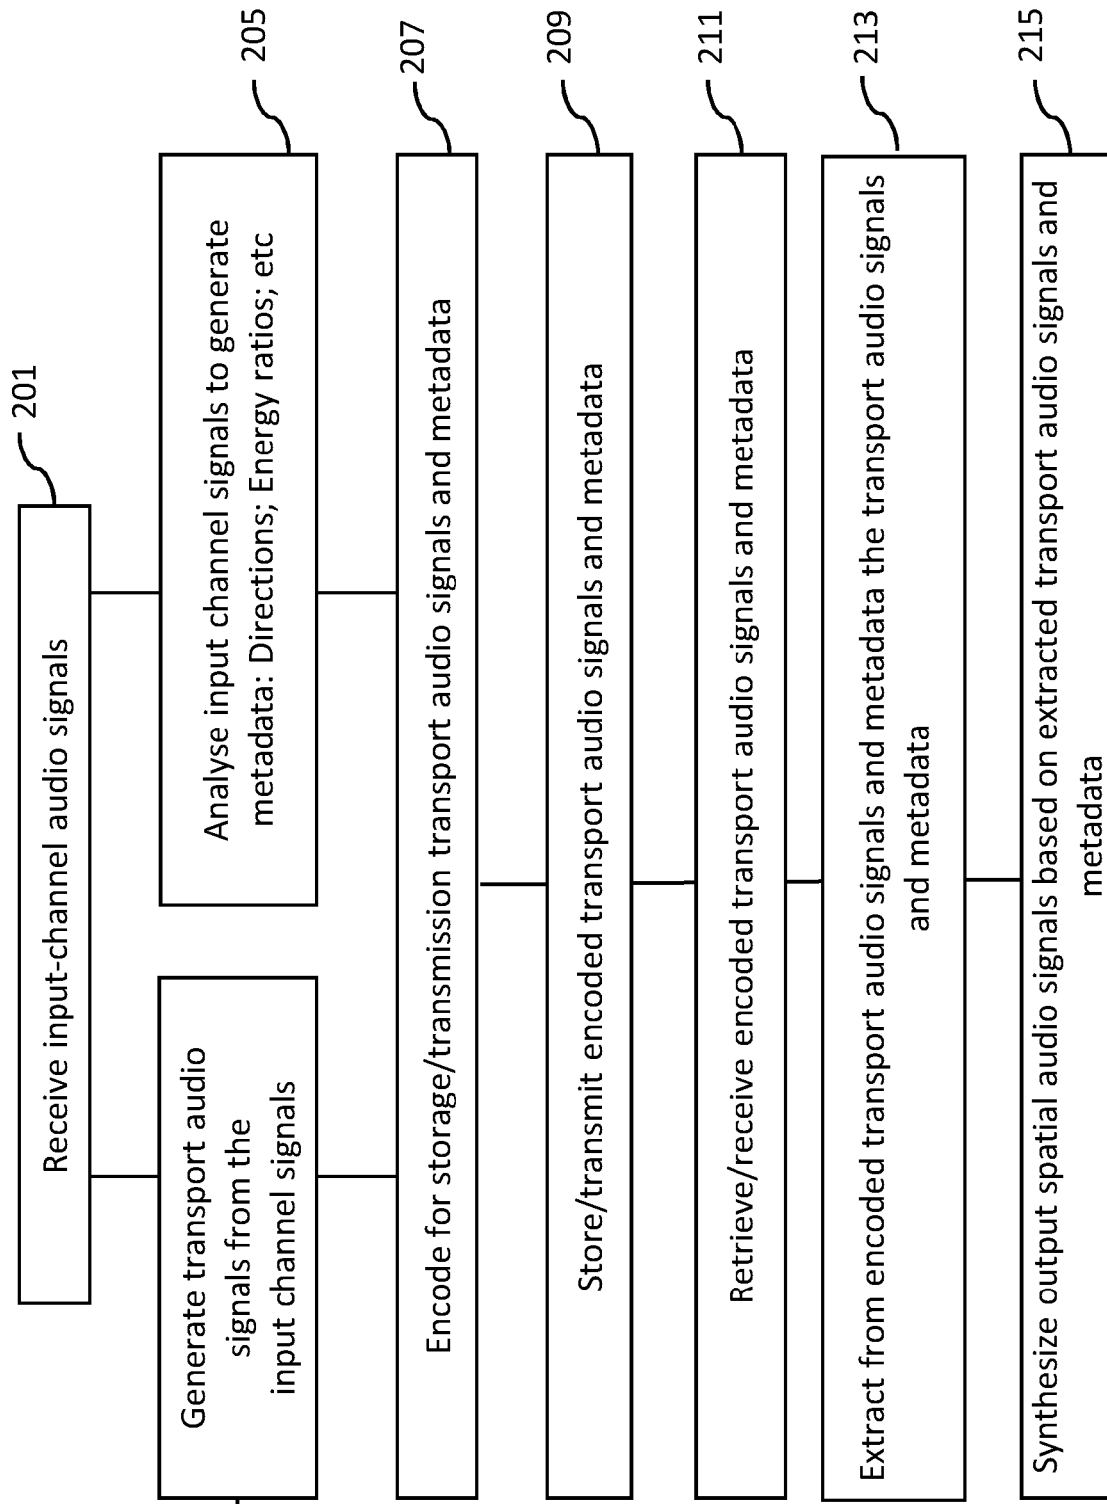 Receive input-channel audio signals
201
Generate transport audio
signals from the
input channel signals
Analyse input channel signals to generate
metadata: Directions; Energy ratios; etc
205
Encode for storage/transmission transport audio signals and metadata
207
Store/transmit encoded transport audio signals and metadata
209
Retrieve/receive encoded transport audio signals and metadata
211
Extract from encoded transport audio signals and metadata the transport audio signals
and metadata
213
Synthesize output spatial audio signals based on extracted transport audio signals and
metadata
215